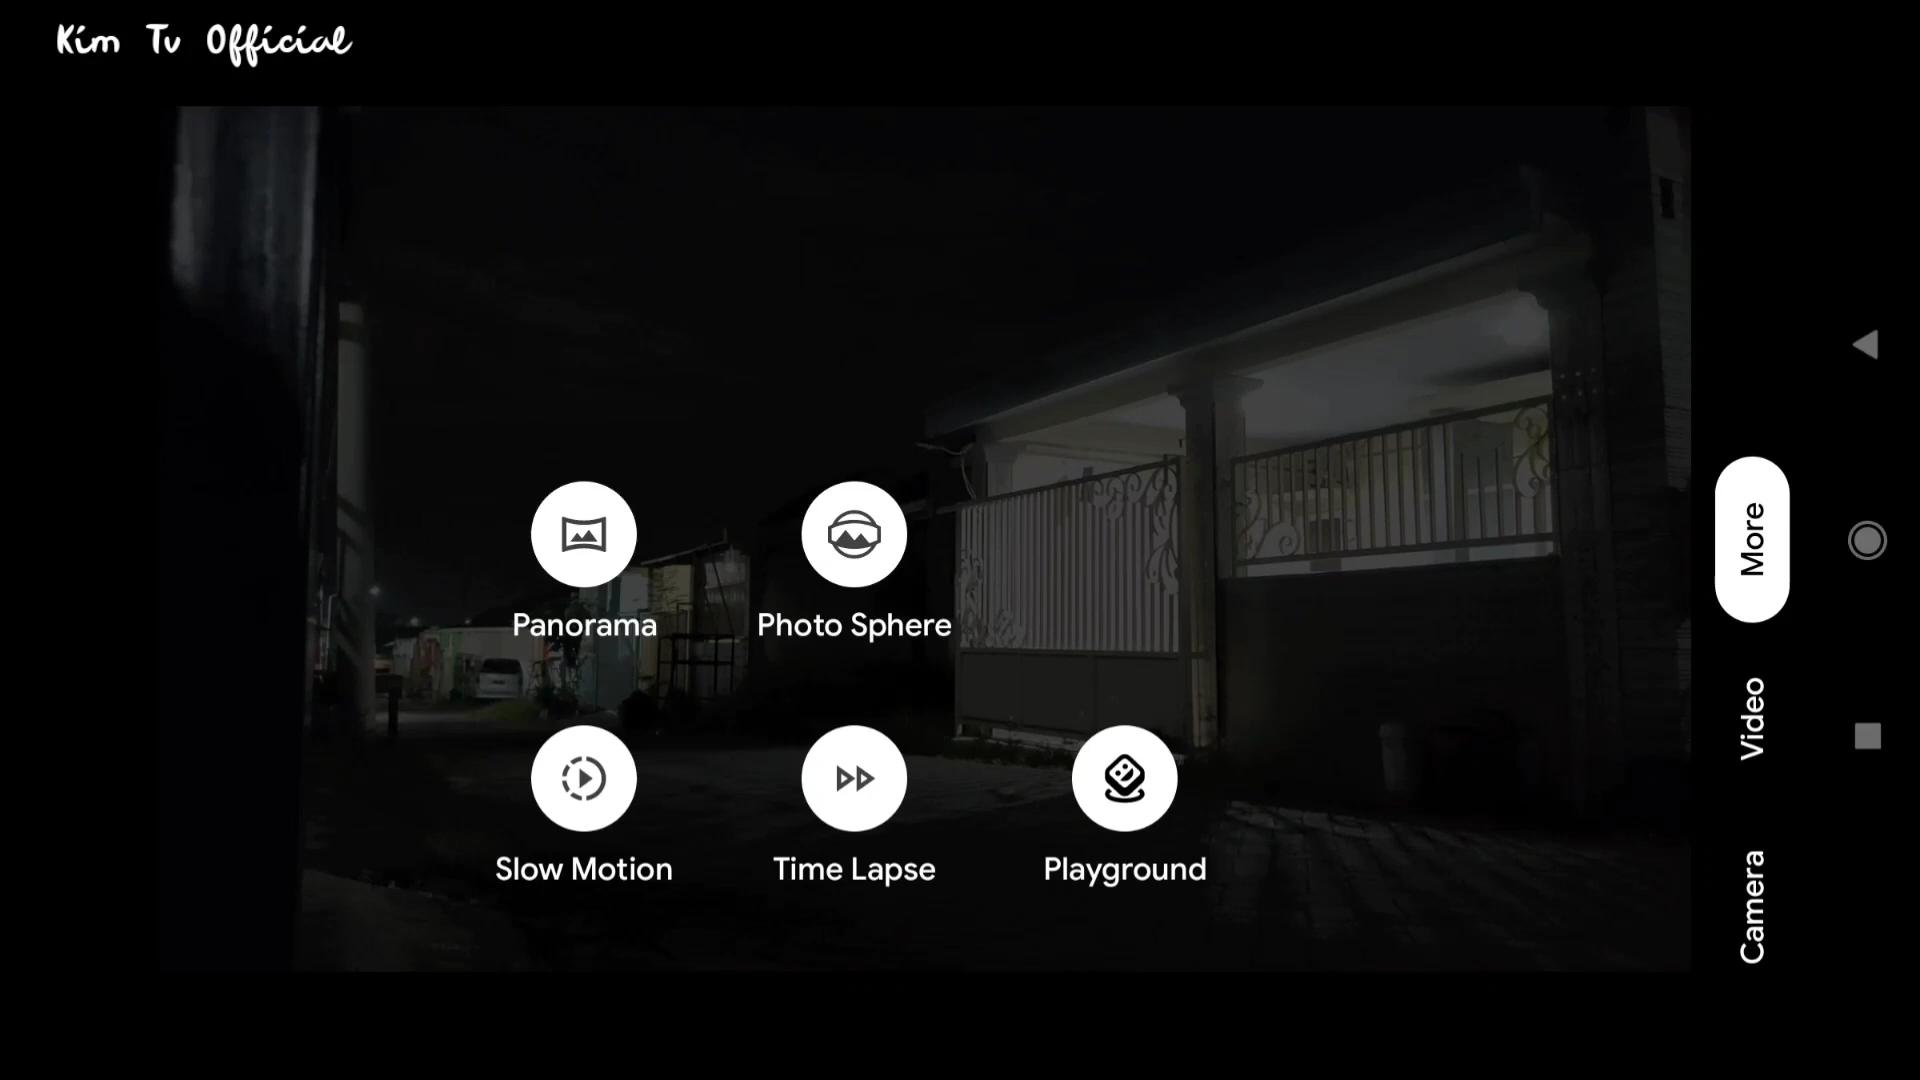 Kim Tv Official
Panorama
Photo Sphere
Slow Motion
Time Lapse
Playground
More
Video
Camera